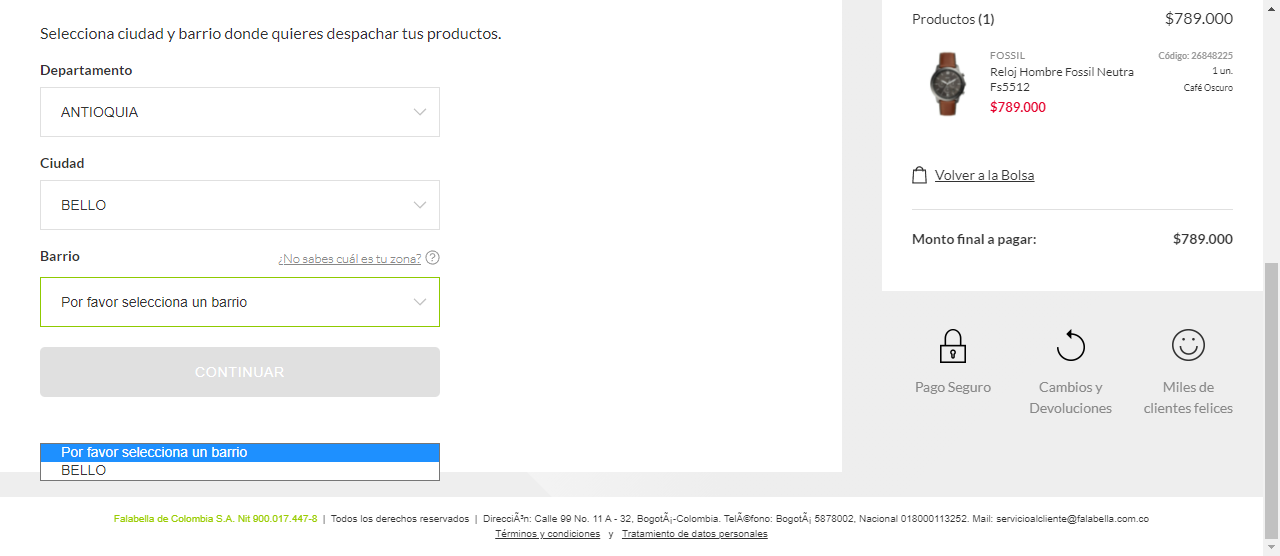 Selecciona ciudad y barrio donde quieres despachar tus productos.
Departamento
ANTIOQUIA
Ciudad
BELLO
Barrio
¿No sabes cuál es tu zona? ?
Por favor selecciona un barrio
CONTINUAR
Por favor selecciona un barrio
BELLO
Productos (1) $789.000
FOSSIL Código: 26848225
Reloj Hombre Fossil Neutra 1 un.
Fs5512 Café Oscuro
$789.000
Volver a la Bolsa
Monto final a pagar: $789.000
Pago Seguro
Cambios y
Devoluciones
Miles de
clientes felices
Falabella de Colombia S.A. Nit 900.017.447-8 | Todos los derechos reservados | DirecciÃ³n: Calle 99 No. 11 A - 32, BogotÃ¡-Colombia. TelÃ©fono: BogotÃ¡ 5878002, Nacional 018000113252. Mail: servicioalcliente@falabella.com.co
Términos y condiciones y Tratamiento de datos personales